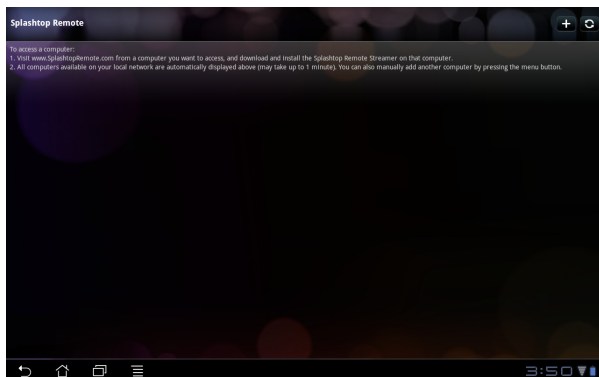 Splashtop Remote
To access a computer:
1. Visit www.SplashtopRemote.com from a computer you want to access, and download and install the Splashtop Remote Streamer on that computer.
2. All computers available on your local network are automatically displayed above (may take up to 1 minute). You can also manually add another computer by pressing the menu button.
3:50